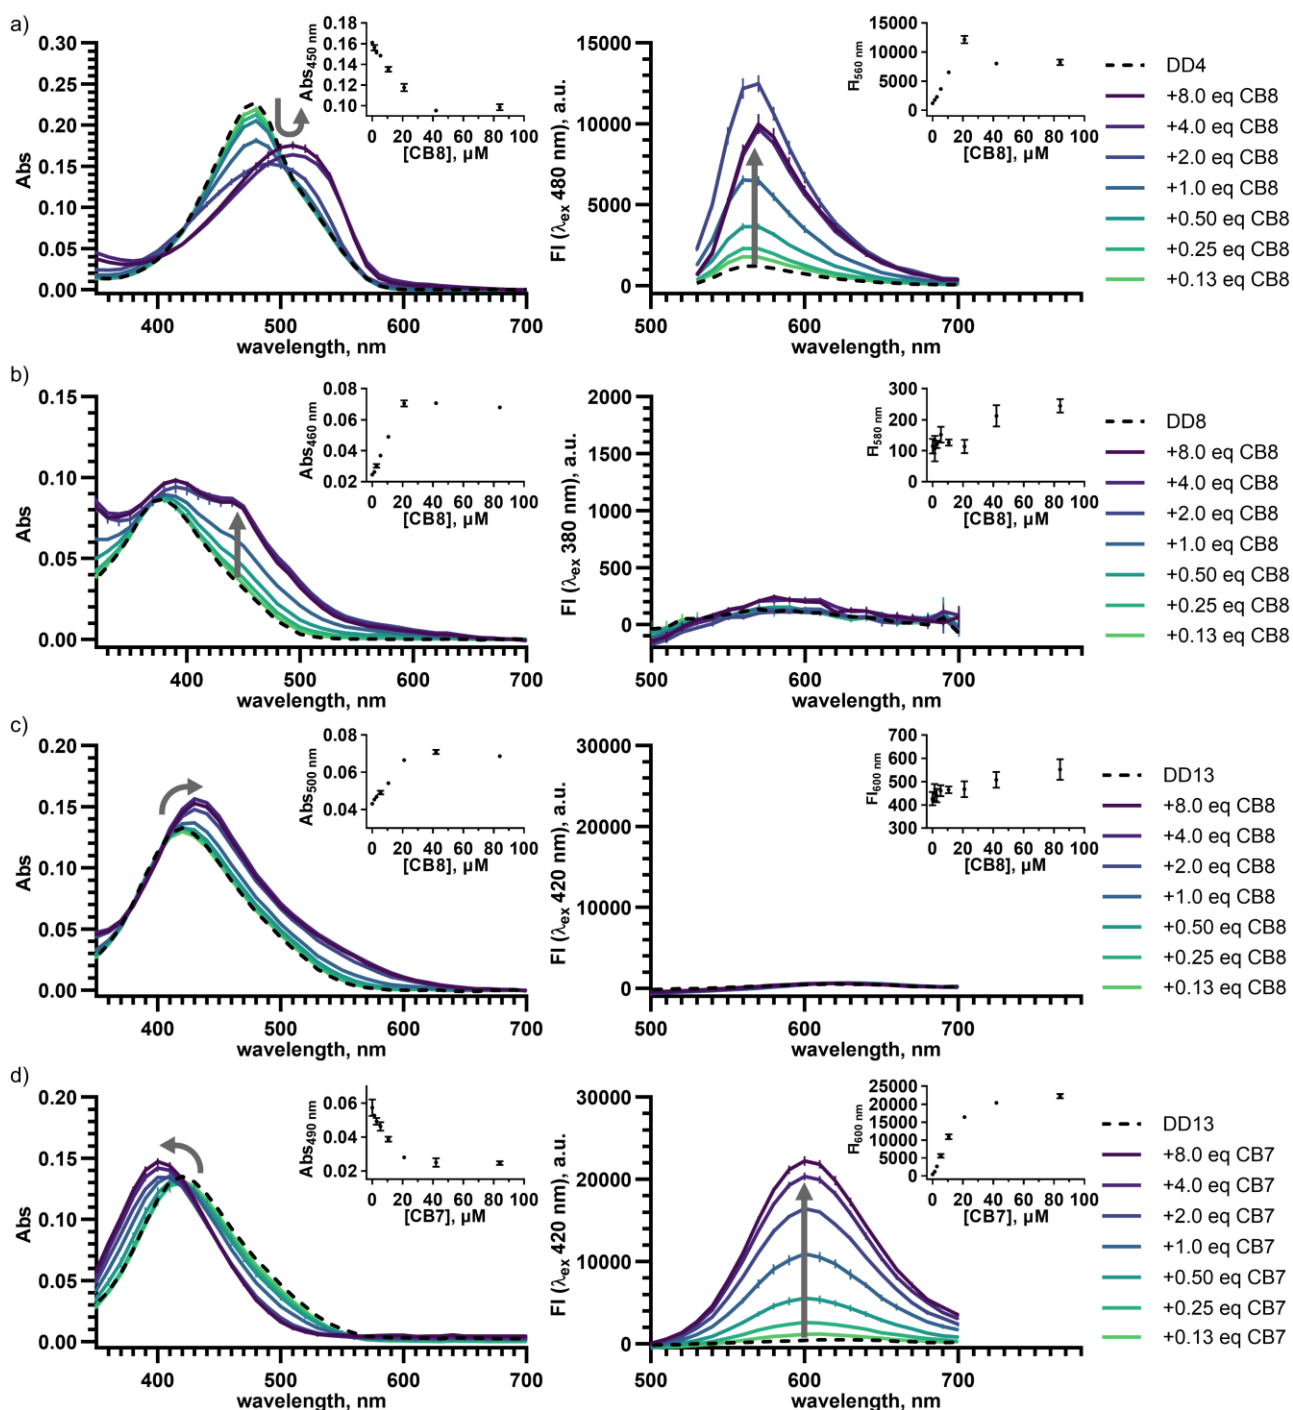 a)
0.30
0.25
0.20
0.15
0.10
0.05
0.00
Abs
400 500 600 700
wavelength, nm
0.18
0.16
0.14
0.12
0.10
Abs450 nm
0 20 40 60 80 100
[CB8], µM
15000
10000
5000
0
FI (λex 480 nm), a.u.
500 600 700
wavelength, nm
15000
10000
5000
0
FI560 nm
0 20 40 60 80 100
[CB8], µM
DD4
+8.0 eq CB8
+4.0 eq CB8
+2.0 eq CB8
+1.0 eq CB8
+0.50 eq CB8
+0.25 eq CB8
+0.13 eq CB8
b)
0.15
0.10
0.05
0.00
Abs
400 500 600 700
wavelength, nm
0.08
0.06
0.04
0.02
Abs460 nm
0 20 40 60 80 100
[CB8], µM
2000
1500
1000
500
0
FI (λex 380 nm), a.u.
500 600 700
wavelength, nm
300
200
100
0
FI580 nm
0 20 40 60 80 100
[CB8], µM
DD8
+8.0 eq CB8
+4.0 eq CB8
+2.0 eq CB8
+1.0 eq CB8
+0.50 eq CB8
+0.25 eq CB8
+0.13 eq CB8
c)
0.20
0.15
0.10
0.05
0.00
Abs
400 500 600 700
wavelength, nm
0.08
0.06
0.04
Abs500 nm
0 20 40 60 80 100
[CB8], µM
30000
20000
10000
0
FI (λex 420 nm), a.u.
500 600 700
wavelength, nm
700
600
500
400
300
FI600 nm
0 20 40 60 80 100
[CB8], µM
DD13
+8.0 eq CB8
+4.0 eq CB8
+2.0 eq CB8
+1.0 eq CB8
+0.50 eq CB8
+0.25 eq CB8
+0.13 eq CB8
d)
0.20
0.15
0.10
0.05
0.00
Abs
400 500 600 700
wavelength, nm
0.06
0.04
0.02
Abs490 nm
0 20 40 60 80 100
[CB7], µM
30000
20000
10000
0
FI (λex 420 nm), a.u.
500 600 700
wavelength, nm
25000
20000
15000
10000
5000
0
FI600 nm
0 20 40 60 80 100
[CB7], µM
DD13
+8.0 eq CB7
+4.0 eq CB7
+2.0 eq CB7
+1.0 eq CB7
+0.50 eq CB7
+0.25 eq CB7
+0.13 eq CB7